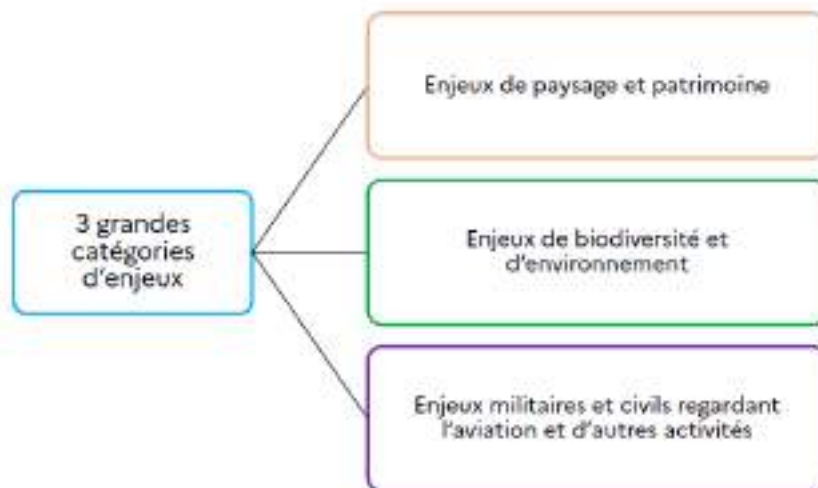 3 grandes
catégories
d'enjeux
Enjeux de paysage et patrimoine
Enjeux de biodiversité et
d'environnement
Enjeux militaires et civils regardant
l'aviation et d'autres activités